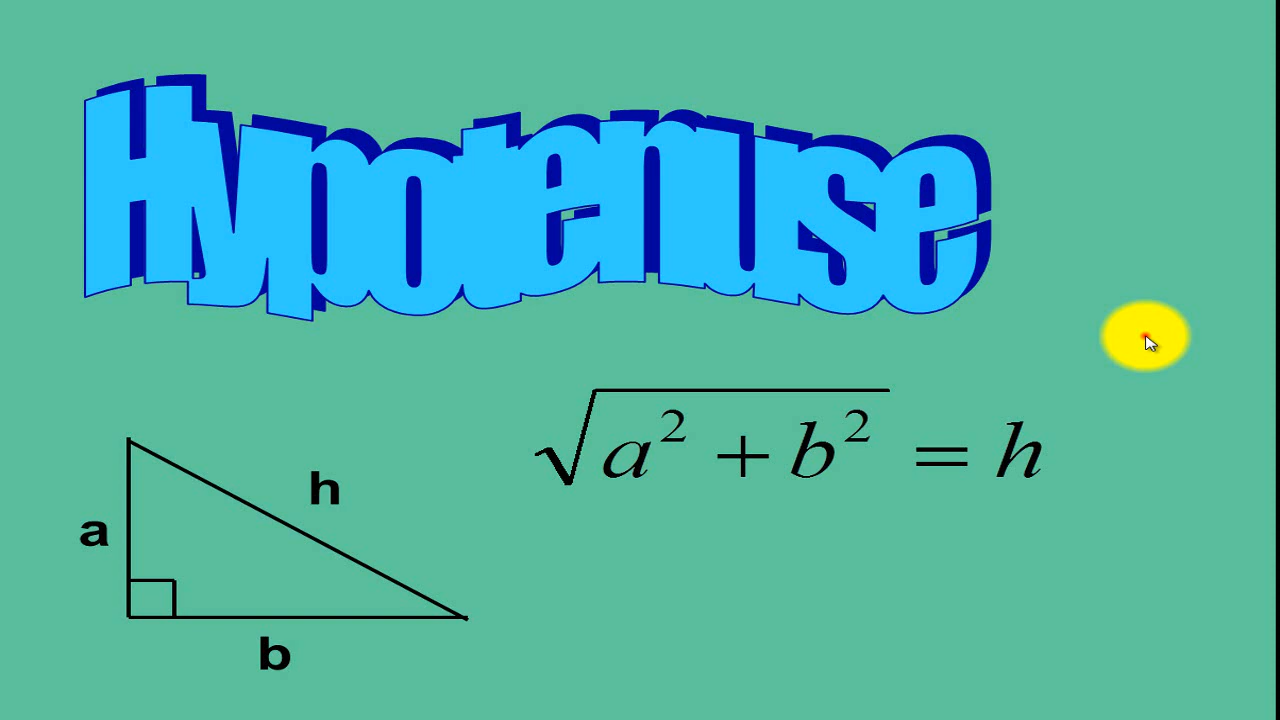 Hypotenuse
√a² + b² = h
h
a
b